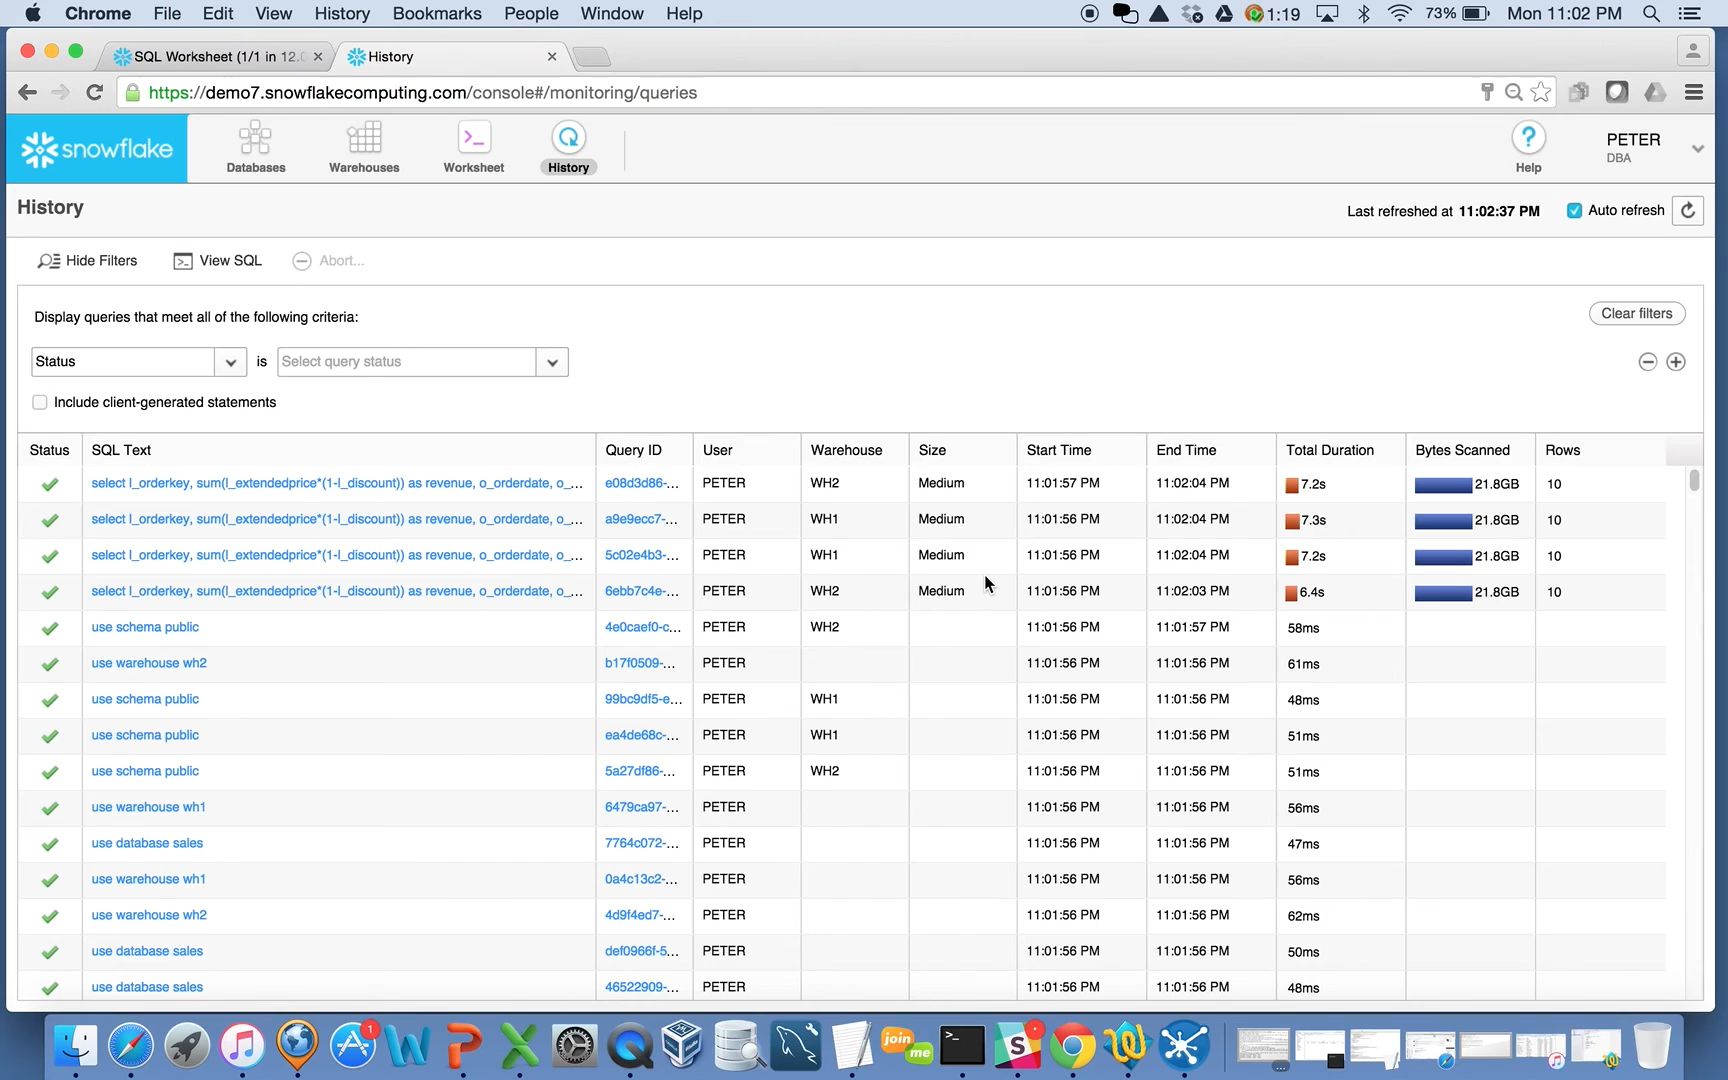 Chrome File Edit View History Bookmarks People Window Help 1:19 73% Mon 11:02 PM
SQL Worksheet (1/1 in 12.0 History
https://demo7.snowflakecomputing.com/console#/monitoring/queries
snowflake Databases Warehouses Worksheet History Help PETER
DBA
History Last refreshed at 11:02:37 PM Auto refresh
Hide Filters View SQL Abort...
Display queries that meet all of the following criteria: Clear filters
Status is Select query status
Include client-generated statements
Status SQL Text Query ID User Warehouse Size Start Time End Time Total Duration Bytes Scanned Rows
select l_orderkey, sum(l_extendedprice*(1-l_discount)) as revenue, o_orderdate, o_... e08d3d86-... PETER WH2 Medium 11:01:57 PM 11:02:04 PM 7.2s 21.8GB 10
select l_orderkey, sum(l_extendedprice*(1-l_discount)) as revenue, o_orderdate, o_... a9e9ecc7-... PETER WH1 Medium 11:01:56 PM 11:02:04 PM 7.3s 21.8GB 10
select l_orderkey, sum(l_extendedprice*(1-l_discount)) as revenue, o_orderdate, o_... 5c02e4b3-... PETER WH1 Medium 11:01:56 PM 11:02:04 PM 7.2s 21.8GB 10
select l_orderkey, sum(l_extendedprice*(1-l_discount)) as revenue, o_orderdate, o_... 6ebb7c4e-... PETER WH2 Medium 11:01:56 PM 11:02:03 PM 6.4s 21.8GB 10
use schema public 4e0caef0-c... PETER WH2 11:01:56 PM 11:01:57 PM 58ms
use warehouse wh2 b17f0509-... PETER 11:01:56 PM 11:01:56 PM 61ms
use schema public 99bc9df5-e... PETER WH1 11:01:56 PM 11:01:56 PM 48ms
use schema public ea4de68c-... PETER WH1 11:01:56 PM 11:01:56 PM 51ms
use schema public 5a27df86-... PETER WH2 11:01:56 PM 11:01:56 PM 51ms
use warehouse wh1 6479ca97-... PETER 11:01:56 PM 11:01:56 PM 56ms
use database sales 7764c072-... PETER 11:01:56 PM 11:01:56 PM 47ms
use warehouse wh1 0a4c13c2-... PETER 11:01:56 PM 11:01:56 PM 56ms
use warehouse wh2 4d9f4ed7-... PETER 11:01:56 PM 11:01:56 PM 62ms
use database sales def0966f-5... PETER 11:01:56 PM 11:01:56 PM 50ms
use database sales 46522909-... PETER 11:01:56 PM 11:01:56 PM 48ms
1
join
me